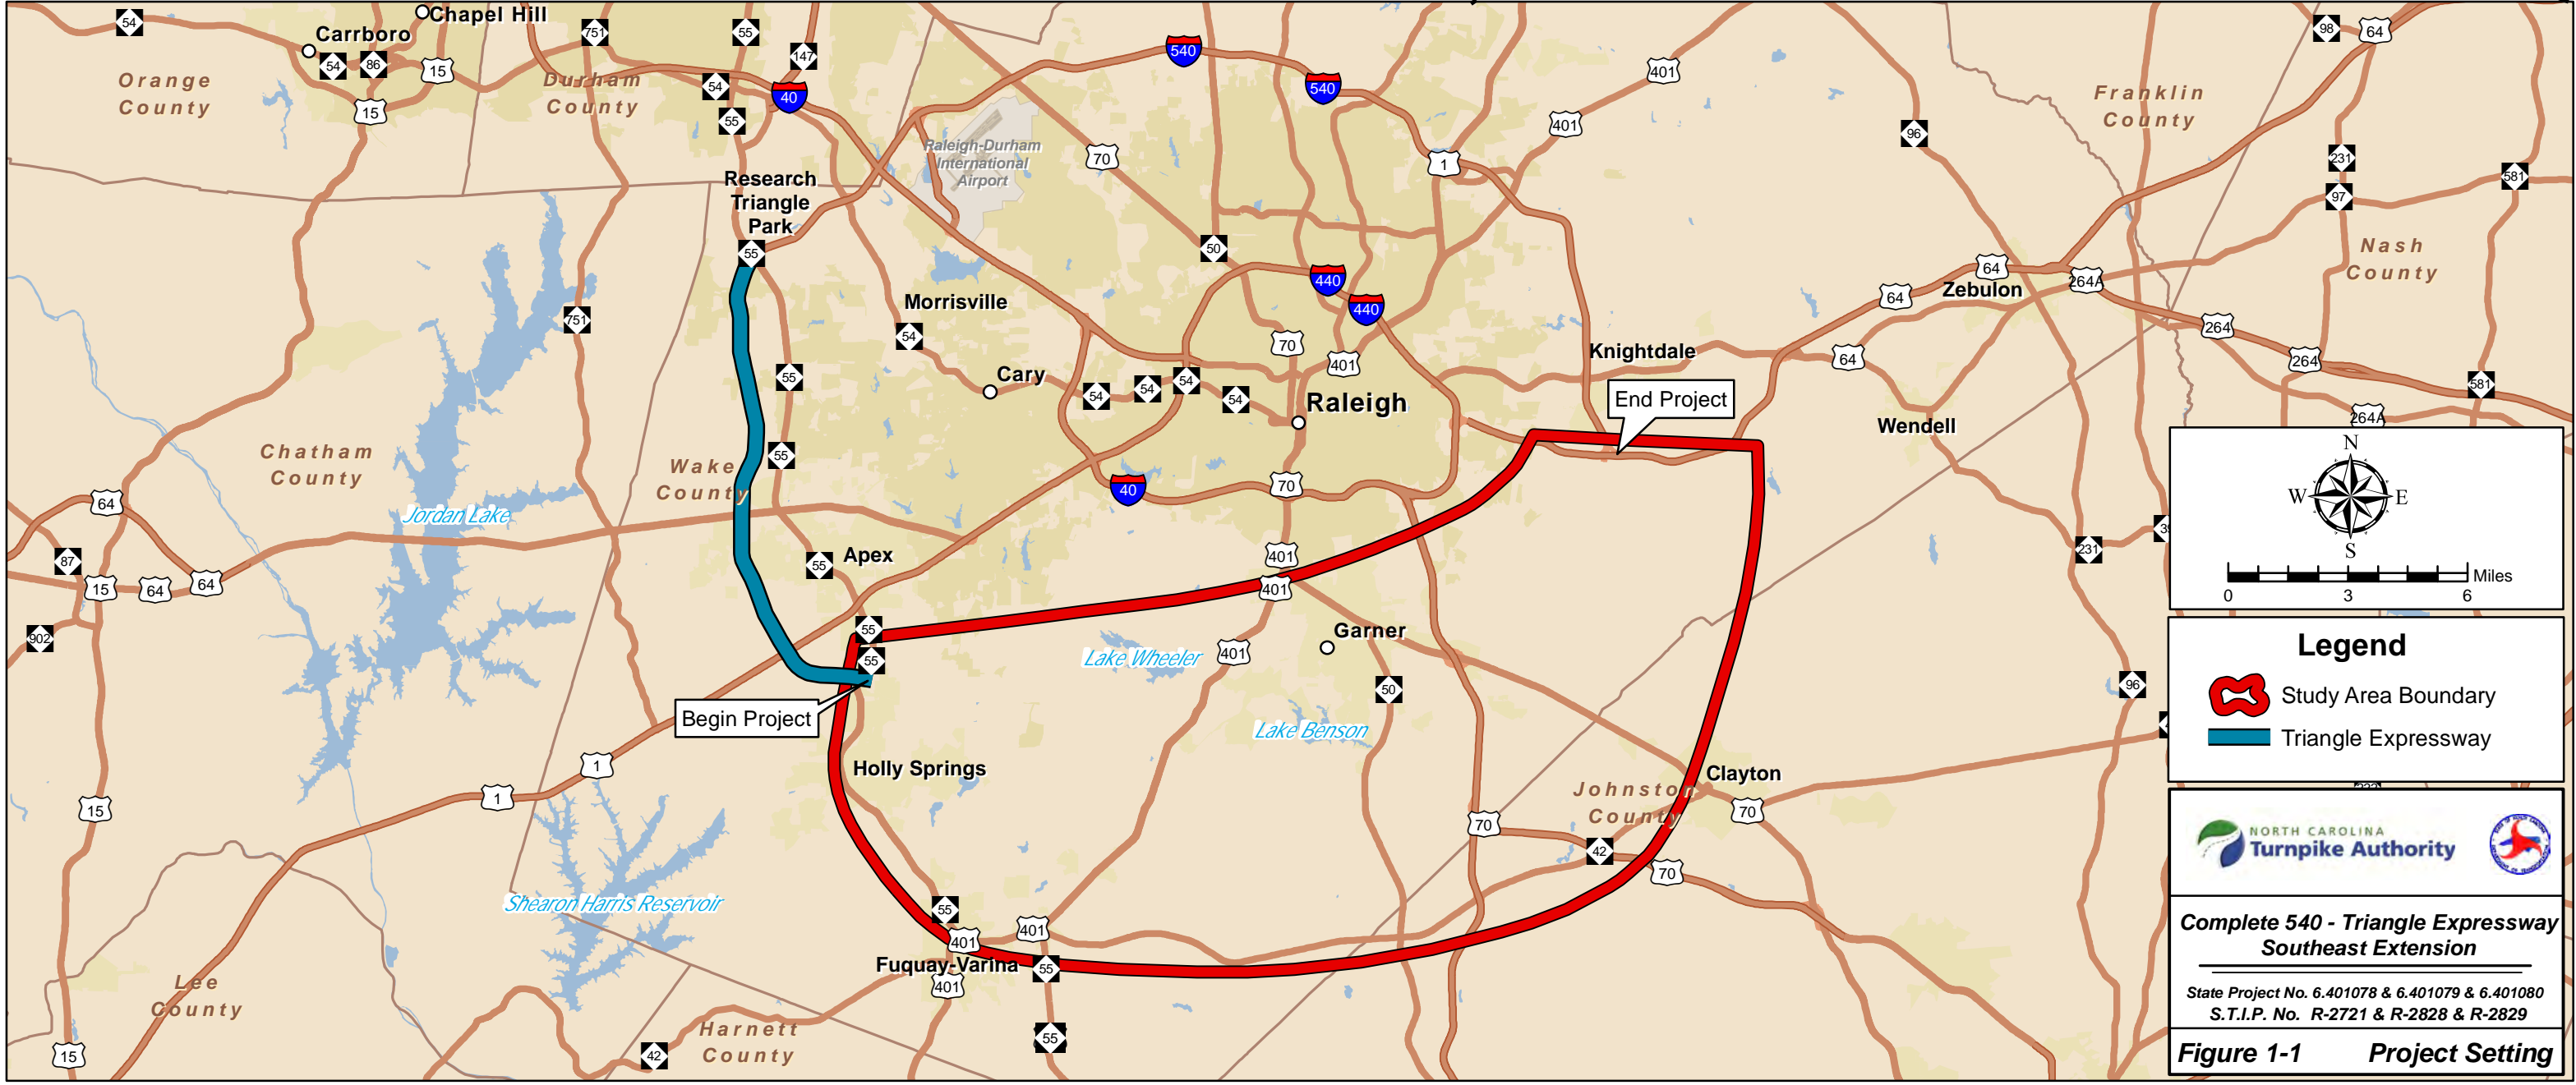 Chapel Hill
54
Carrboro
54
86
15
15
Orange
County
751
55
147
Durham
County
54
40
55
540
540
401
401
98
64
Franklin
County
96
Raleigh-Durham
International
Airport
70
1
231
97
581
Research
Triangle
Park
55
50
Nash
County
440
440
64
264A
Zebulon
64
751
Morrisville
54
55
70
401
Knightdale
64
264
264
Cary
54
54
54
54
Raleigh
End Project
581
264A
Wendell
Chatham
County
Wake
County
55
40
70
64
Jordan Lake
87
15
64
64
55
Apex
401
401
231
902
55
55
Garner
401
Lake Wheeler
50
96
Begin Project
Lake Benson
1
1
Holly Springs
15
Clayton
Johnston
County
70
70
42
70
Shearon Harris Reservoir
55
401
401
Fuquay-Varina
55
401
Lee
County
Harnett
County
55
42
15
N
W
E
S
Miles
0 3 6
Legend
Study Area Boundary
Triangle Expressway
NORTH CAROLINA
Turnpike Authority
Complete 540 - Triangle Expressway
Southeast Extension
State Project No. 6.401078 & 6.401079 & 6.401080
S.T.I.P. No. R-2721 & R-2828 & R-2829
Figure 1-1 Project Setting